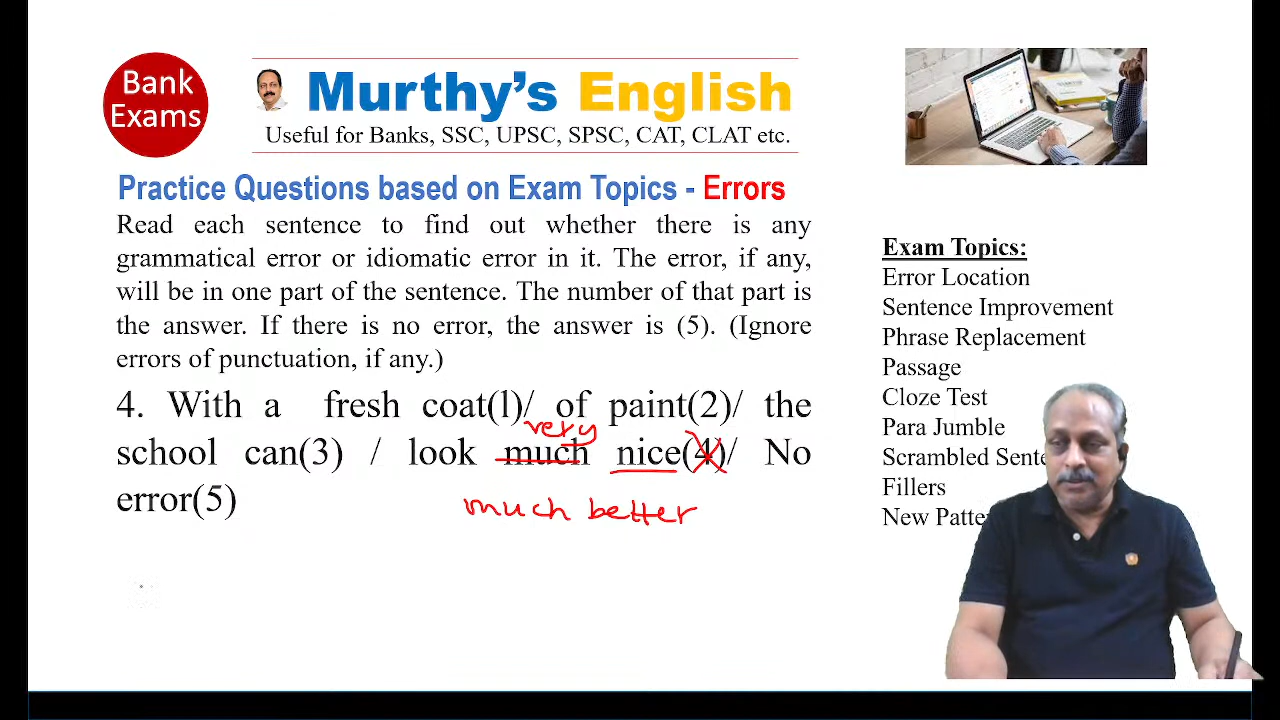 Bank
Exams
Murthy's English
Useful for Banks, SSC, UPSC, SPSC, CAT, CLAT etc.
Practice Questions based on Exam Topics - Errors
Read each sentence to find out whether there is any
grammatical error or idiomatic error in it. The error, if any,
will be in one part of the sentence. The number of that part is
the answer. If there is no error, the answer is (5). (Ignore
errors of punctuation, if any.)
4. With a fresh coat(1)/ of paint(2)/ the
very
school can(3) / look much nice(4)/ No
error(5)
much better
Exam Topics:
Error Location
Sentence Improvement
Phrase Replacement
Passage
Cloze Test
Para Jumble
Scrambled Sente
Fillers
New Patte